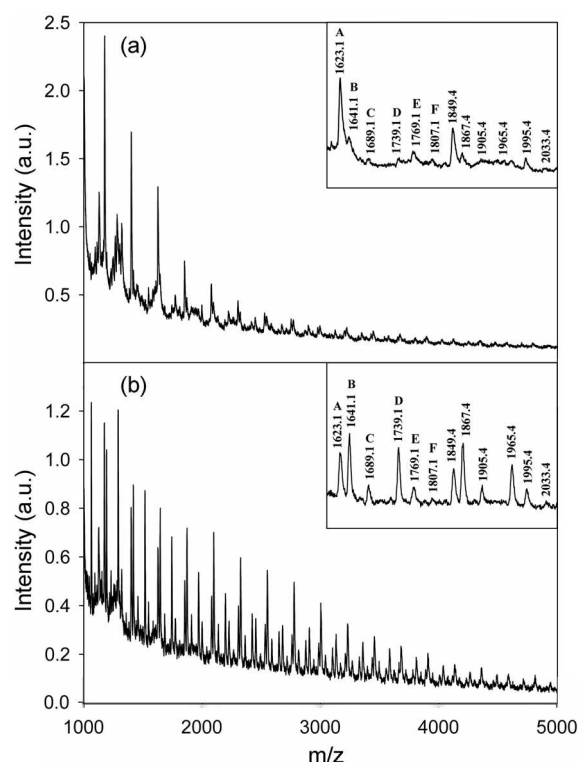 (a)
Intensity (a.u.)
2.5
2.0
1.5
1.0
0.5
A
1623.1
B
1641.1
C
1689.1
D
1739.1
E
1769.1
F
1807.1
1849.4
1867.4
1905.4
1965.4
1995.4
2033.4
(b)
Intensity (a.u.)
1.2
1.0
0.8
0.6
0.4
0.2
0.0
A
1623.1
B
1641.1
C
1689.1
D
1739.1
E
1769.1
F
1807.1
1849.4
1867.4
1905.4
1965.4
1995.4
2033.4
1000 2000 3000 4000 5000
m/z